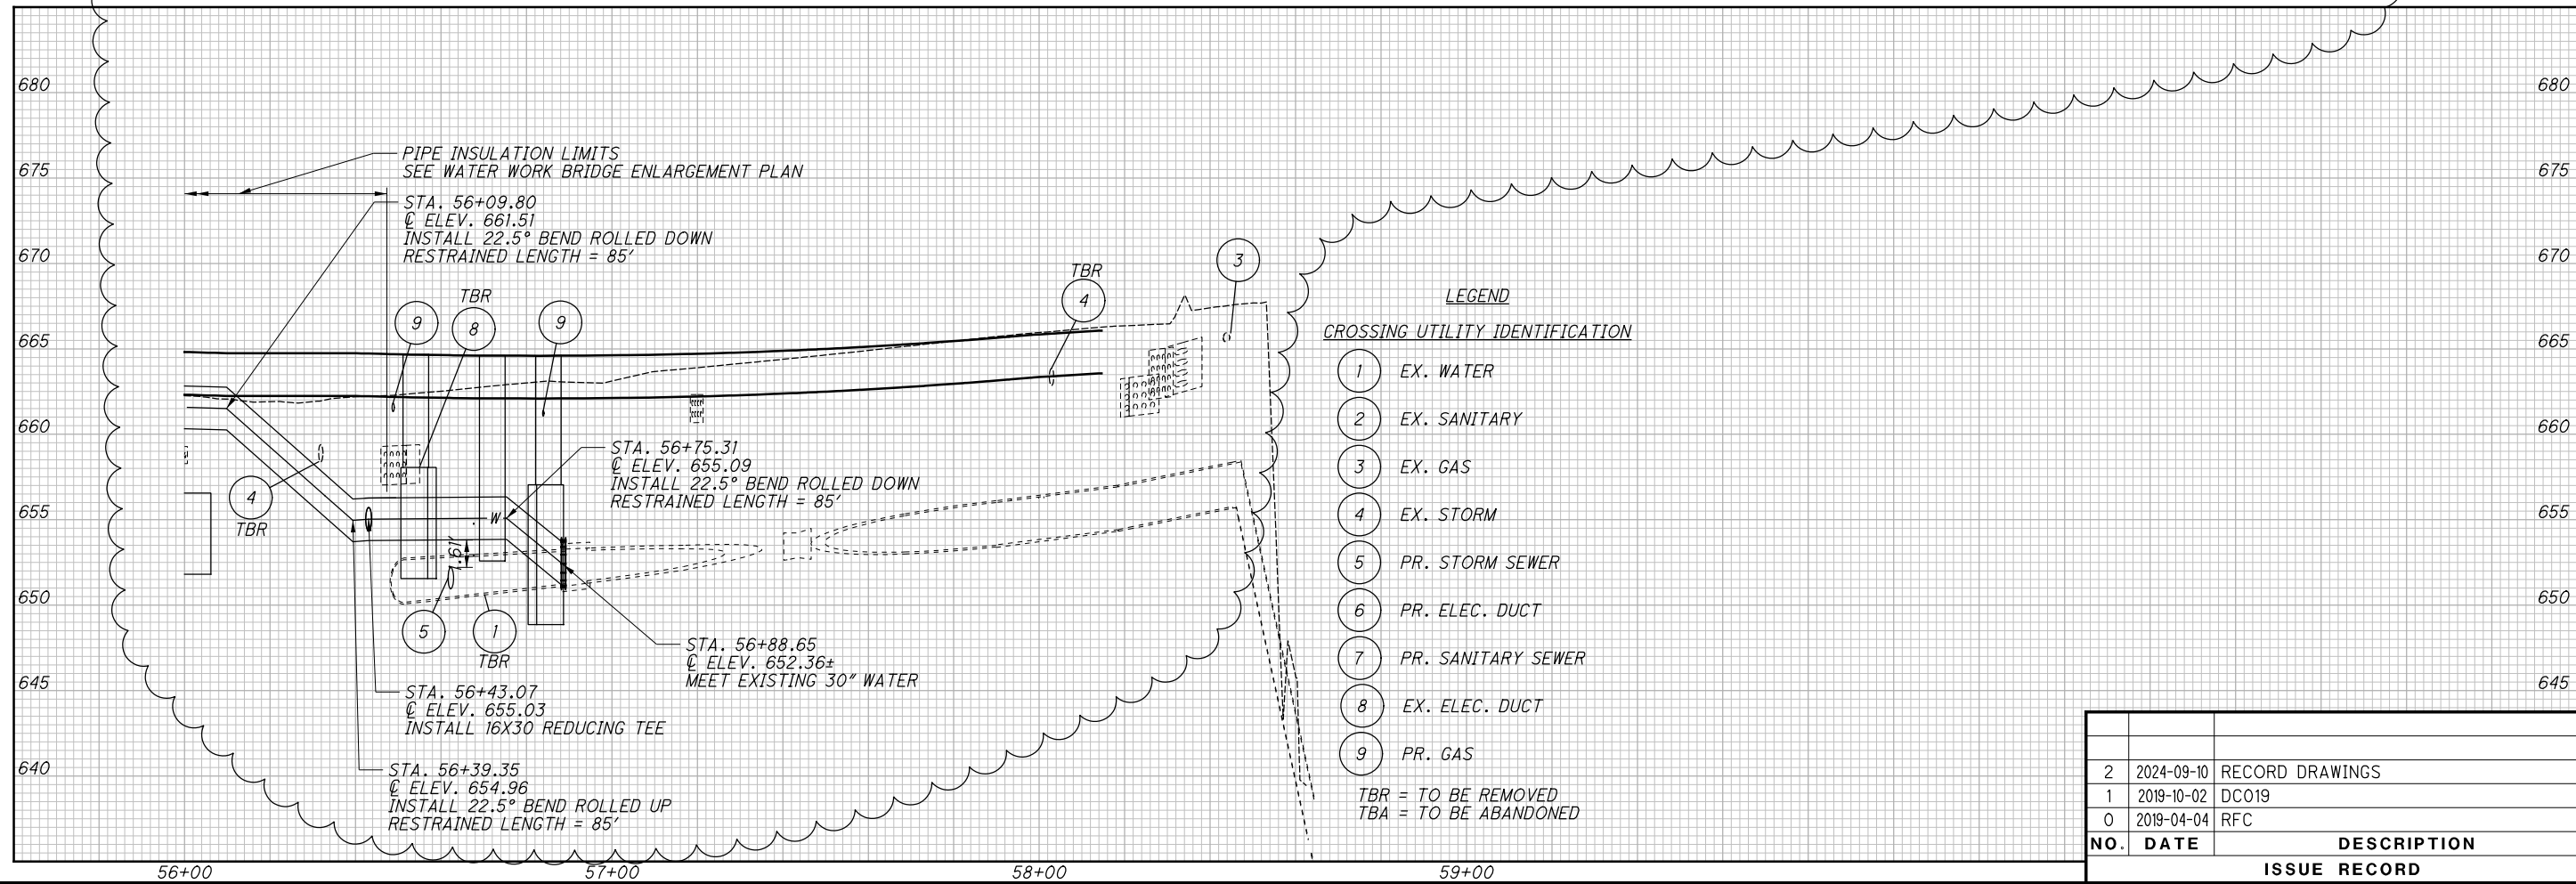 680
675
670
665
660
655
650
645
640
PIPE INSULATION LIMITS
SEE WATER WORK BRIDGE ENLARGEMENT PLAN
STA. 56+09.80
℄ ELEV. 661.51
INSTALL 22.5° BEND ROLLED DOWN
RESTRAINED LENGTH = 85'
9
TBR
8
9
4
TBR
STA. 56+75.31
℄ ELEV. 655.09
INSTALL 22.5° BEND ROLLED DOWN
RESTRAINED LENGTH = 85'
W
1.61'
5
1
TBR
STA. 56+88.65
℄ ELEV. 652.36±
MEET EXISTING 30" WATER
STA. 56+43.07
℄ ELEV. 655.03
INSTALL 16X30 REDUCING TEE
STA. 56+39.35
℄ ELEV. 654.96
INSTALL 22.5° BEND ROLLED UP
RESTRAINED LENGTH = 85'
TBR
4
3
LEGEND
CROSSING UTILITY IDENTIFICATION
1 EX. WATER
2 EX. SANITARY
3 EX. GAS
4 EX. STORM
5 PR. STORM SEWER
6 PR. ELEC. DUCT
7 PR. SANITARY SEWER
8 EX. ELEC. DUCT
9 PR. GAS
TBR = TO BE REMOVED
TBA = TO BE ABANDONED
680
675
670
665
660
655
650
645
56+00 57+00 58+00 59+00
2 2024-09-10 RECORD DRAWINGS
1 2019-10-02 DC019
0 2019-04-04 RFC
NO. DATE DESCRIPTION
ISSUE RECORD